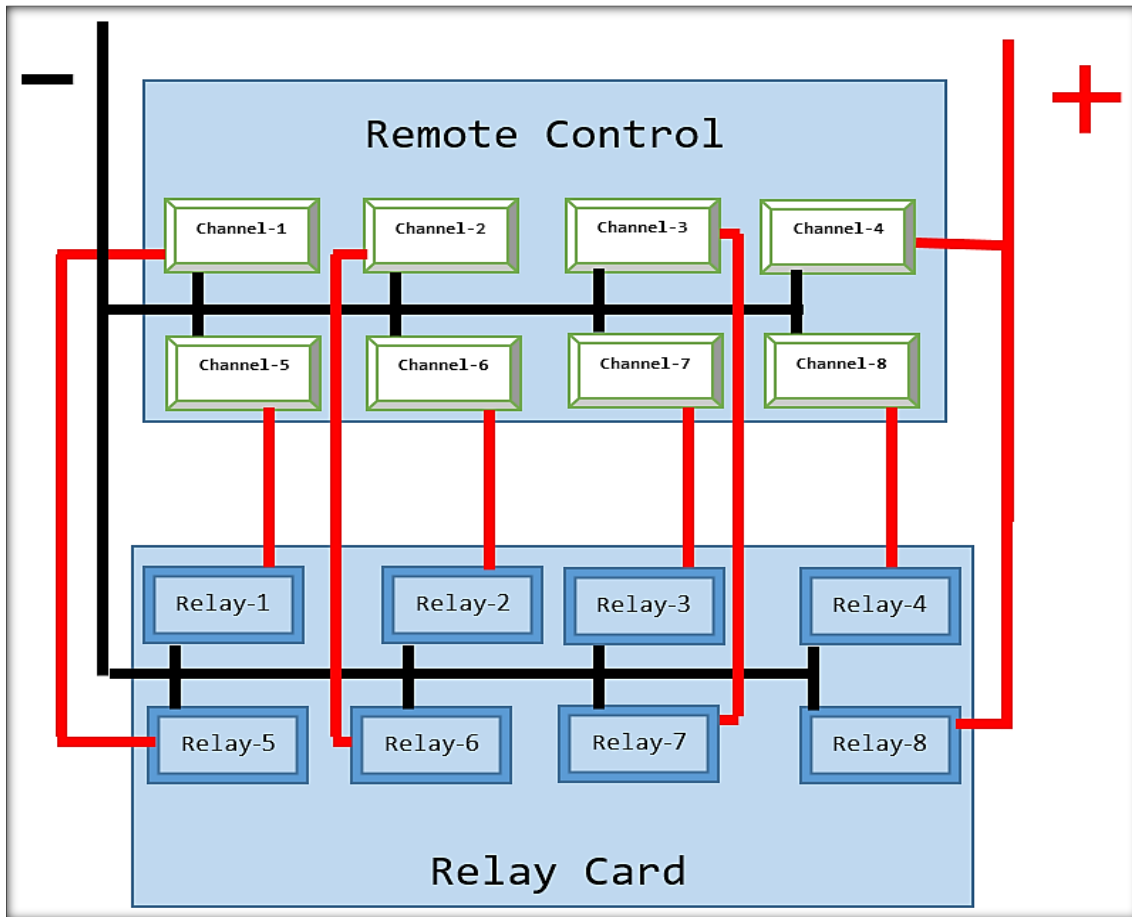 −
+
Remote Control
Channel-1
Channel-2
Channel-3
Channel-4
Channel-5
Channel-6
Channel-7
Channel-8
Relay-1
Relay-2
Relay-3
Relay-4
Relay-5
Relay-6
Relay-7
Relay-8
Relay Card